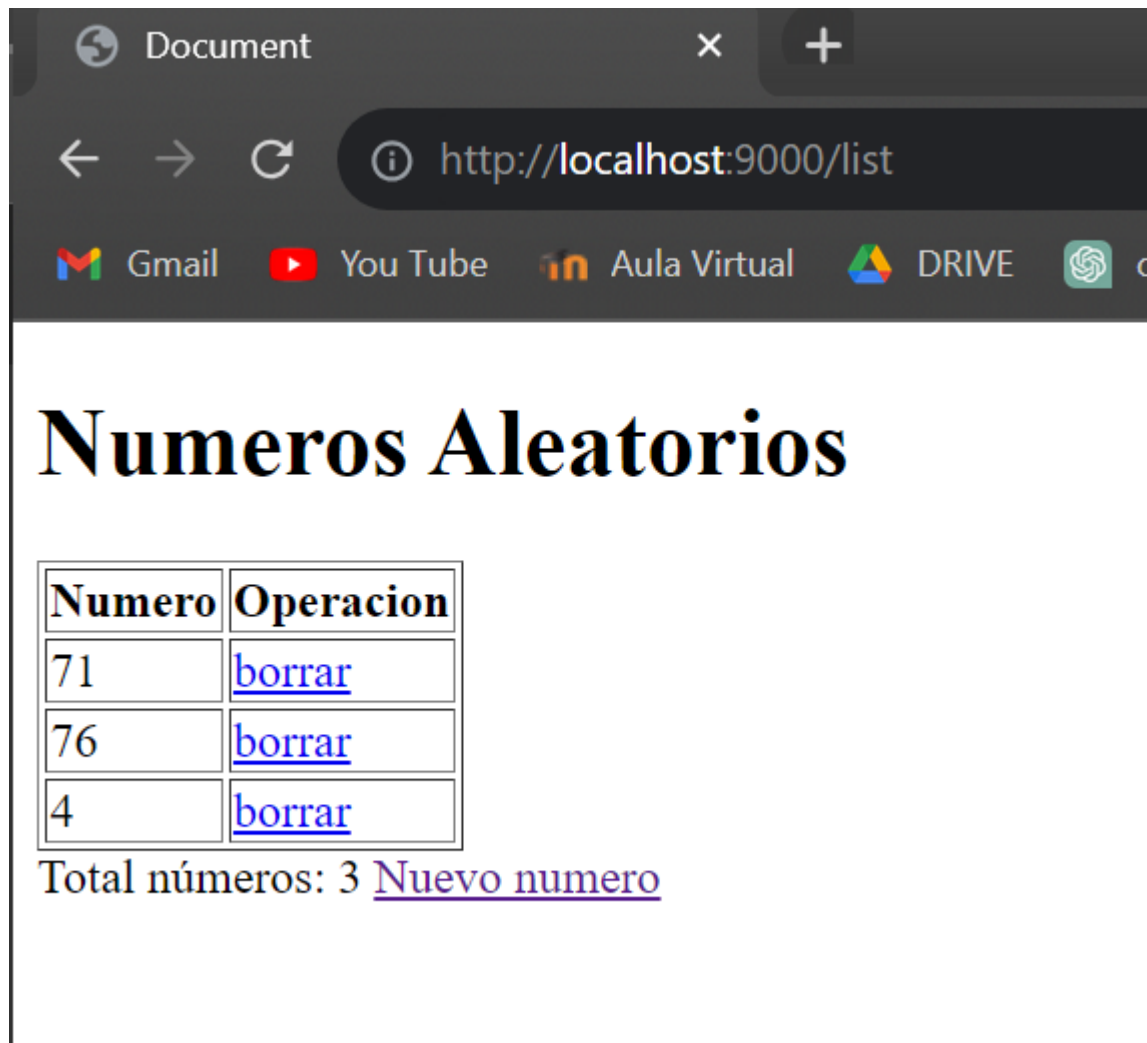 Document
http://localhost:9000/list
Gmail You Tube Aula Virtual DRIVE
Numeros Aleatorios
Numero Operacion
71 borrar
76 borrar
4 borrar
Total números: 3 Nuevo numero